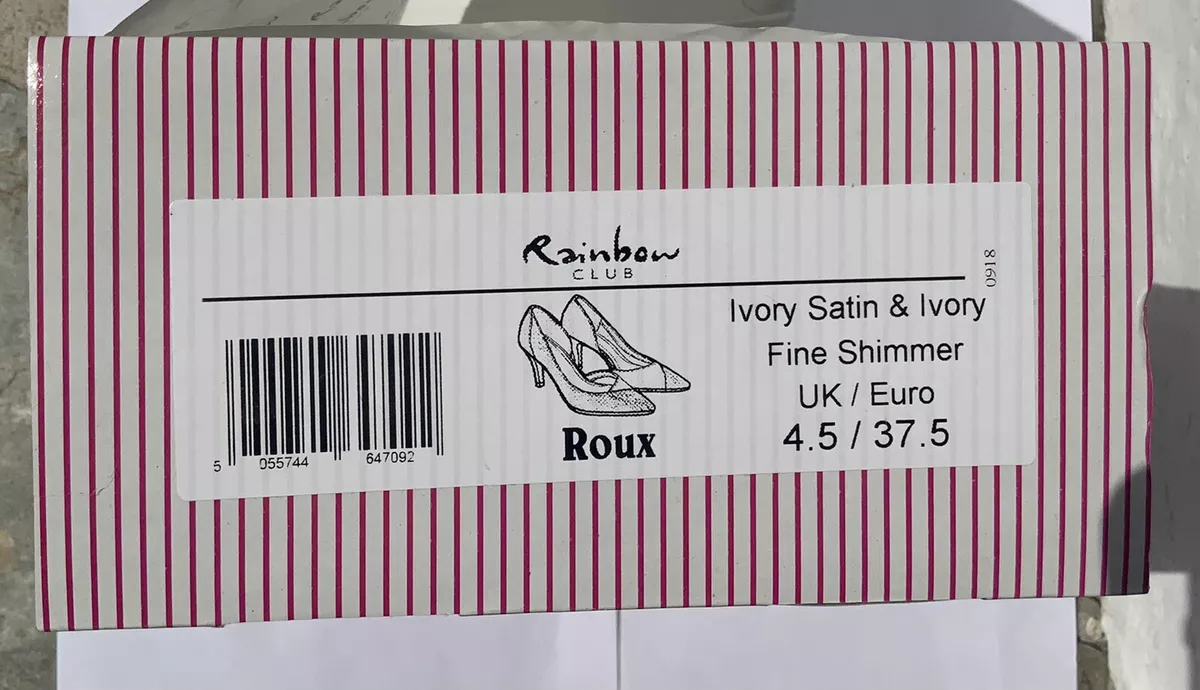 Rainbow
CLUB
0918
Ivory Satin & Ivory
Fine Shimmer
UK / Euro
4.5 / 37.5
Roux
5 055744 647092